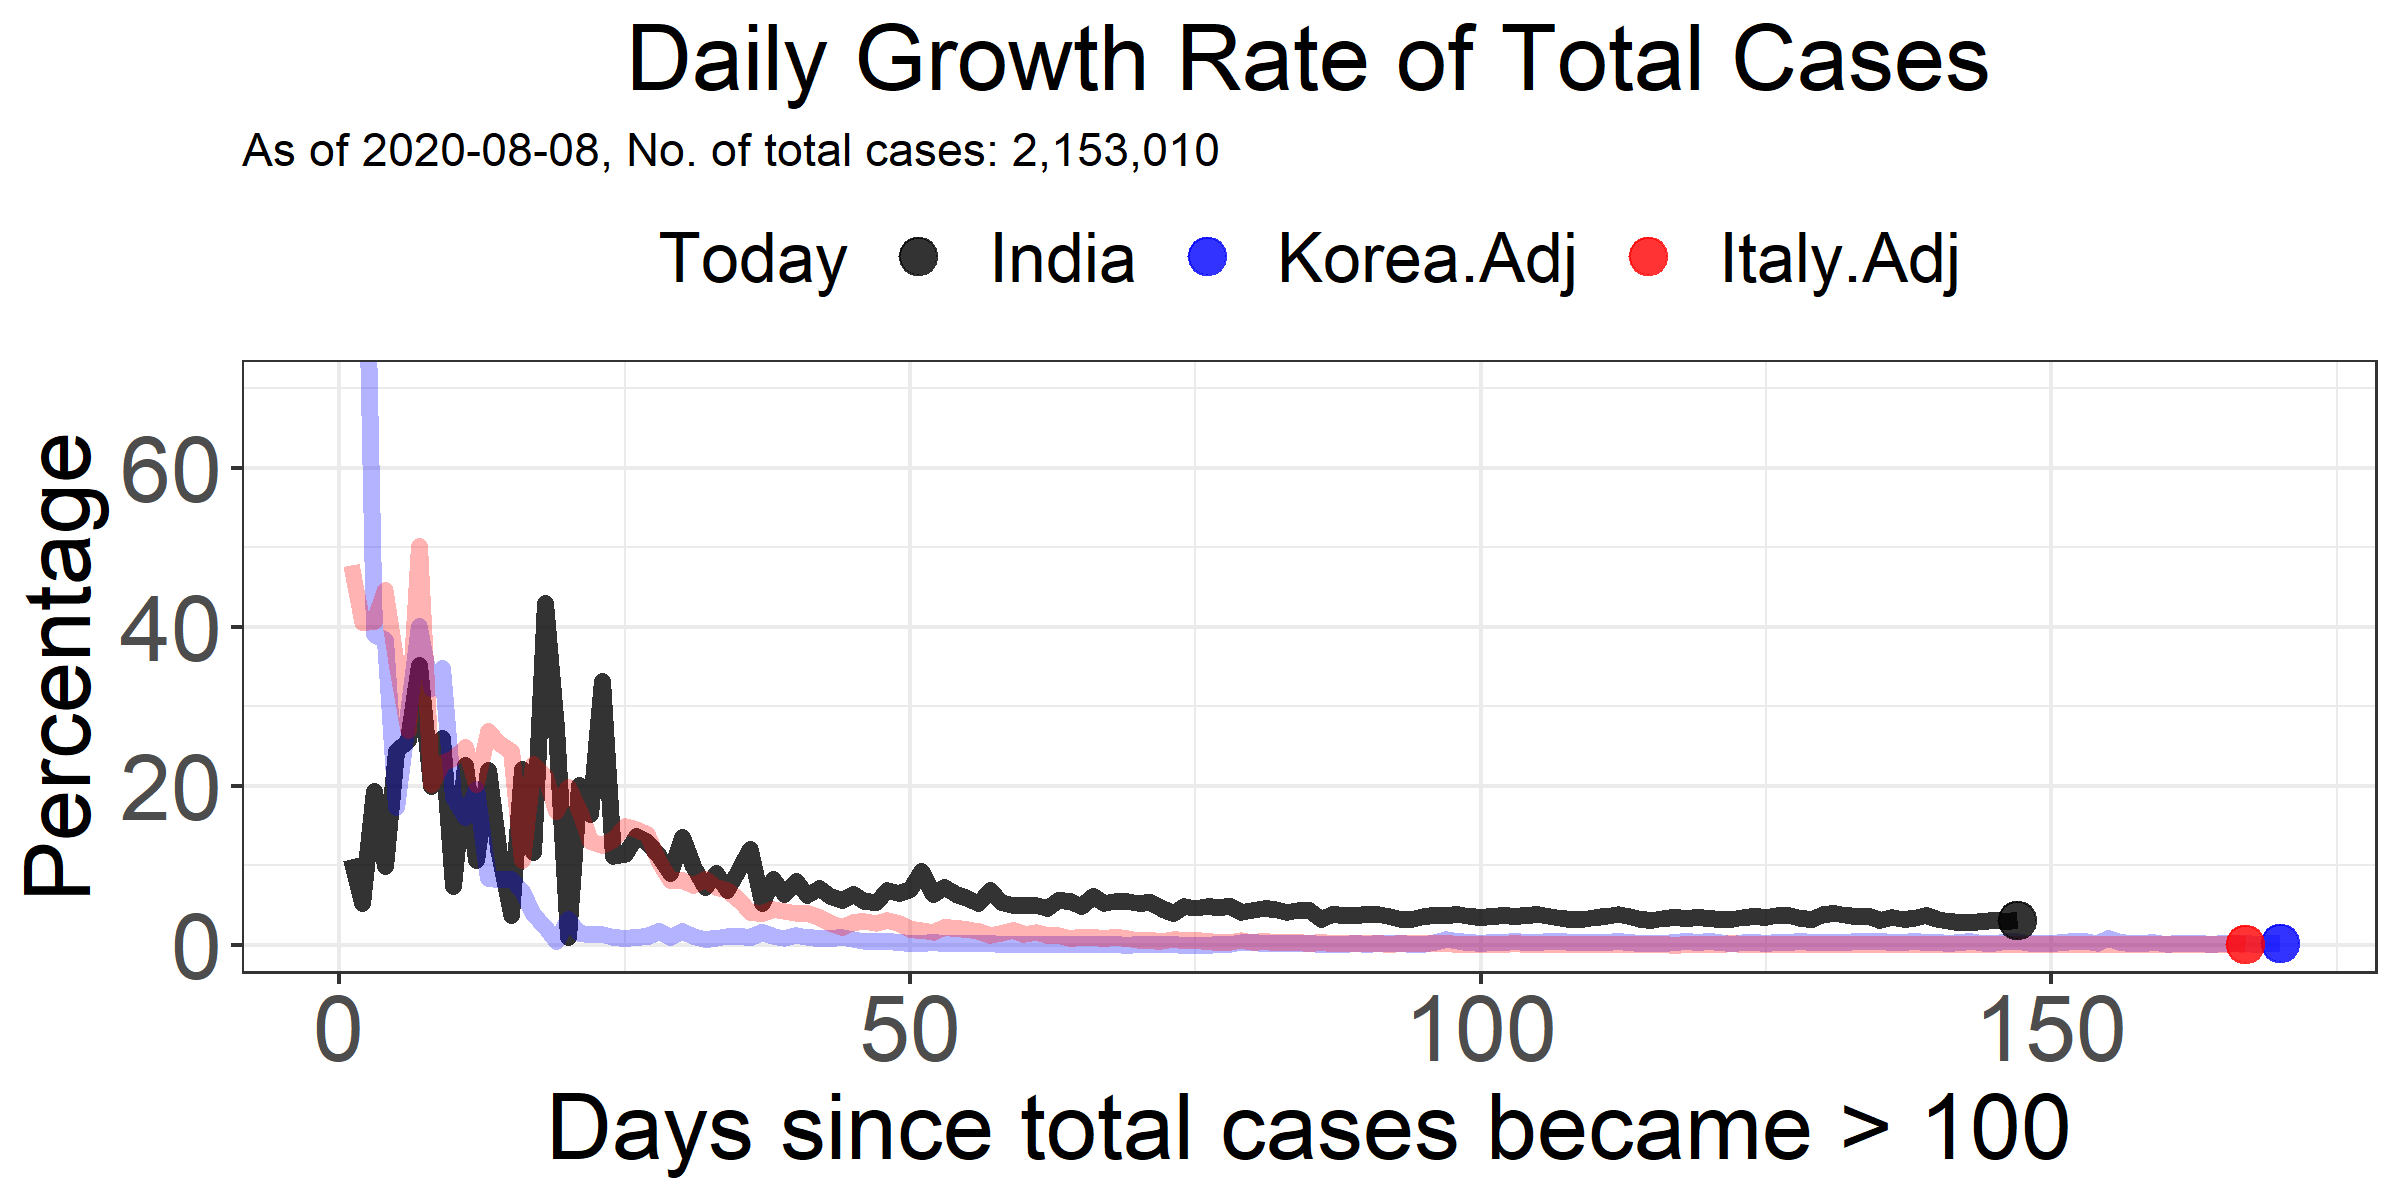 Daily Growth Rate of Total Cases
As of 2020-08-08, No. of total cases: 2,153,010
Today India Korea.Adj Italy.Adj
Percentage
60
40
20
0
0 50 100 150
Days since total cases became > 100